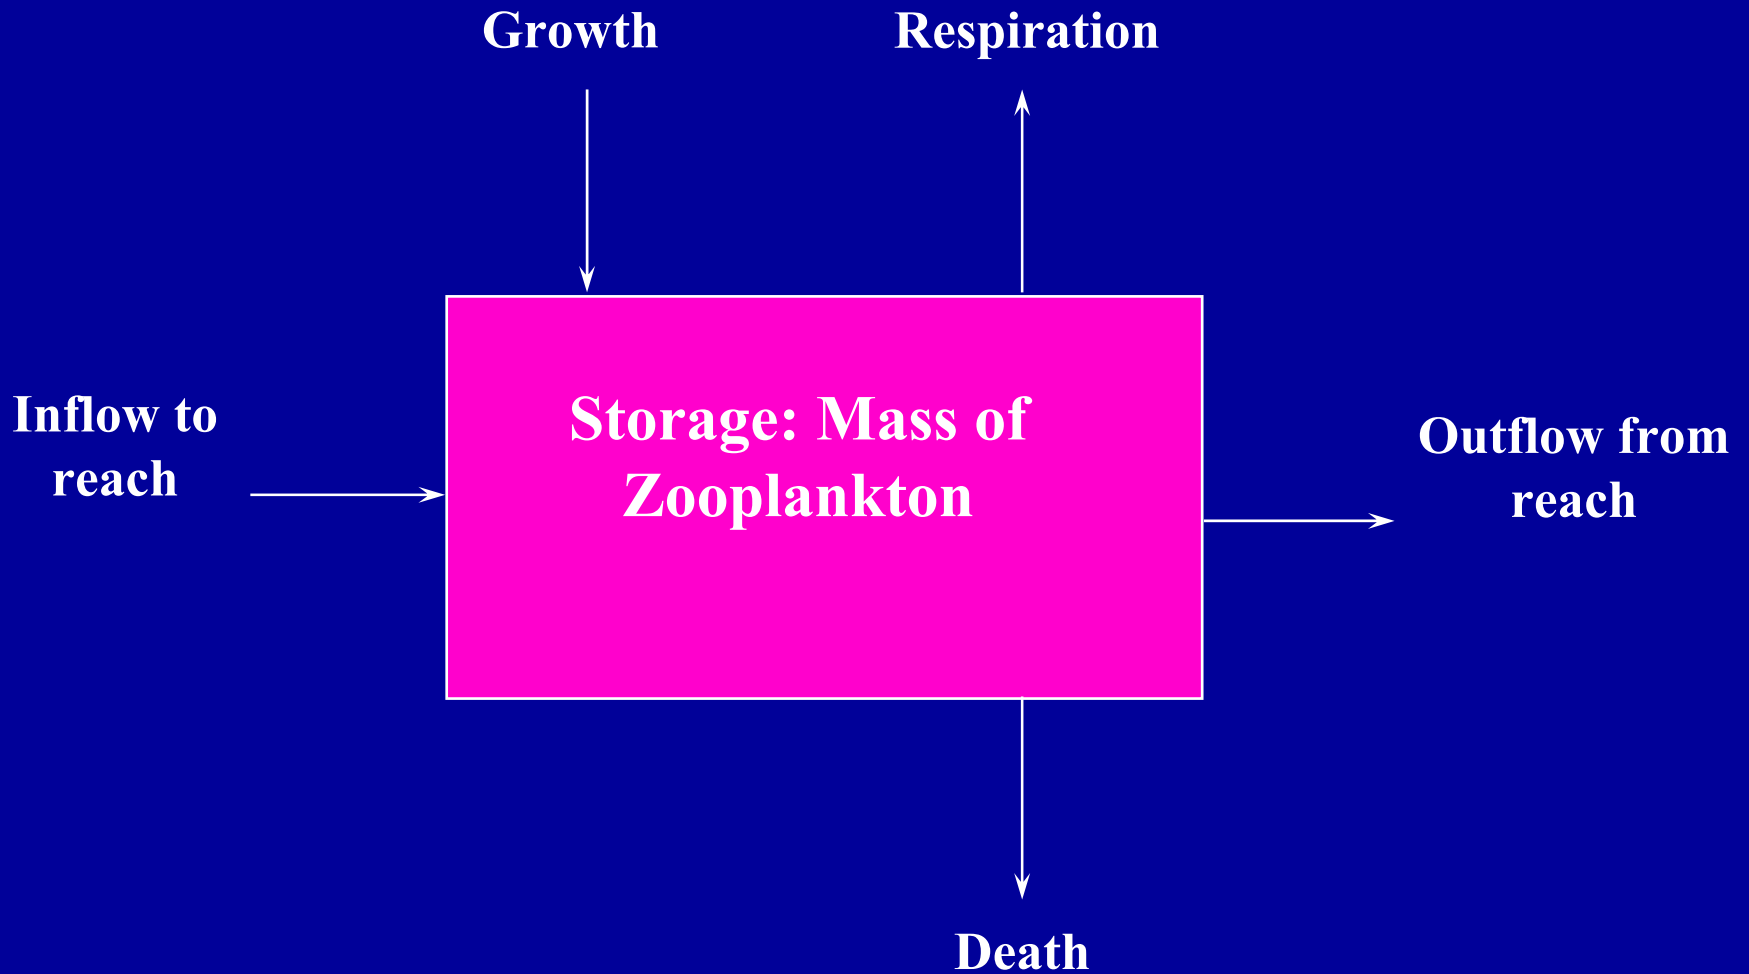 Growth
Respiration
Inflow to
reach
Storage: Mass of
Zooplankton
Outflow from
reach
Death